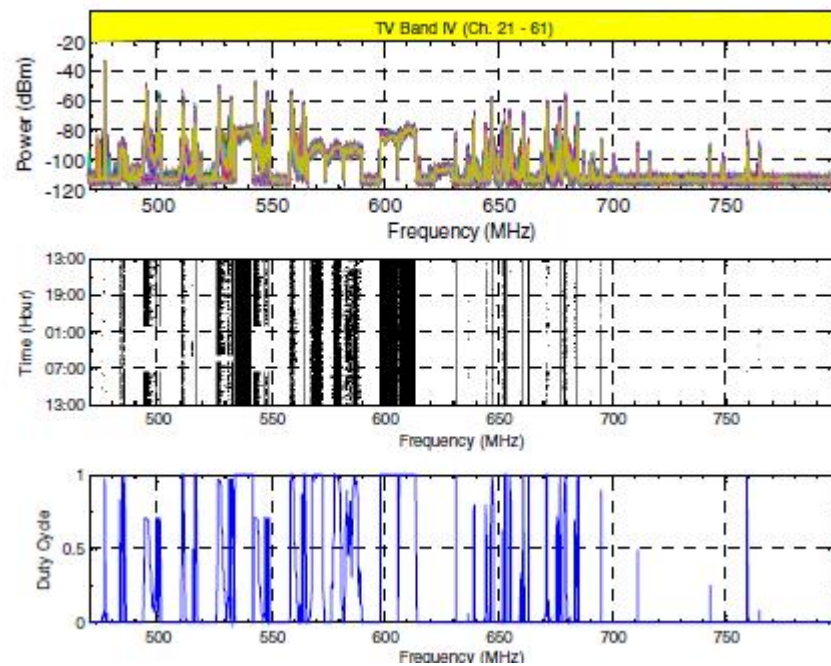 TV Band IV (Ch. 21 - 61)
-20
-40
-60
-80
-100
-120
Power (dBm)
500 550 600 650 700 750
Frequency (MHz)
13:00
19:00
01:00
07:00
13:00
Time (Hour)
500 550 600 650 700 750
Frequency (MHz)
1
0.5
0
Duty Cycle
500 550 600 650 700 750
Frequency (MHz)